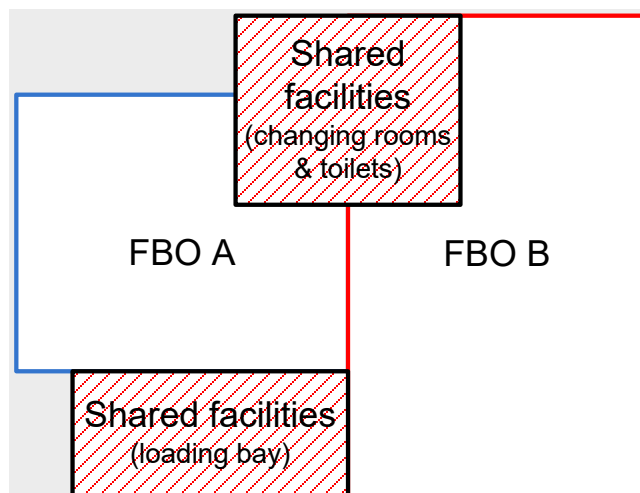 Shared
facilities
(changing rooms
& toilets)
FBO A
FBO B
Shared facilities
(loading bay)